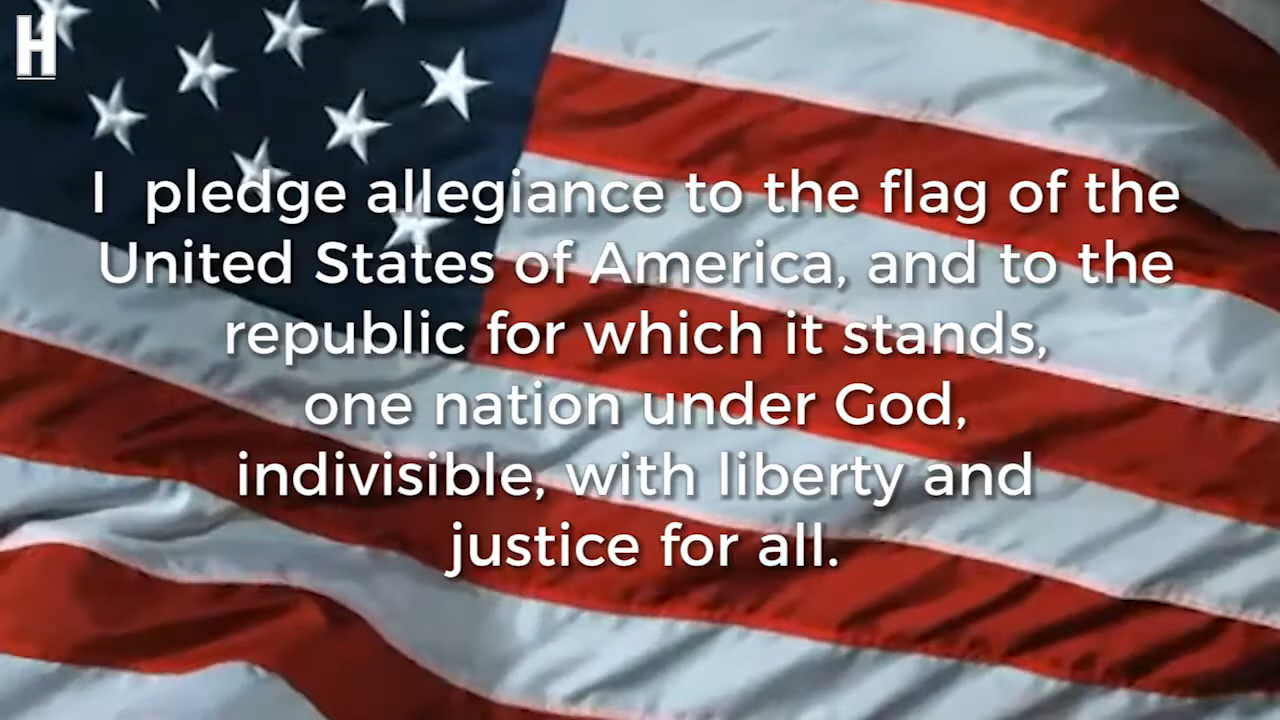 H
I pledge allegiance to the flag of the
United States of America, and to the
republic for which it stands,
one nation under God,
indivisible, with liberty and
justice for all.